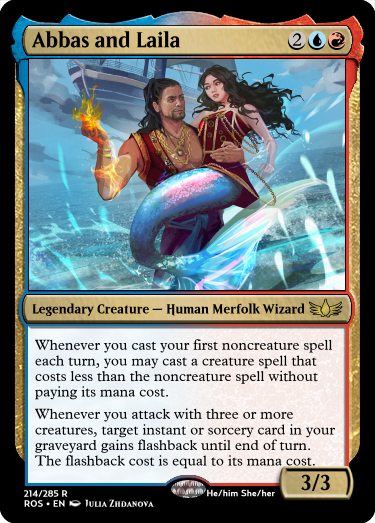 Abbas and Laila 2
Legendary Creature — Human Merfolk Wizard
Whenever you cast your first noncreature spell
each turn, you may cast a creature spell that
costs less than the noncreature spell without
paying its mana cost.
Whenever you attack with three or more
creatures, target instant or sorcery card in your
graveyard gains flashback until end of turn.
The flashback cost is equal to its mana cost.
3/3
214/285 R
ROS • EN Julia Zhdanova
He/him She/her